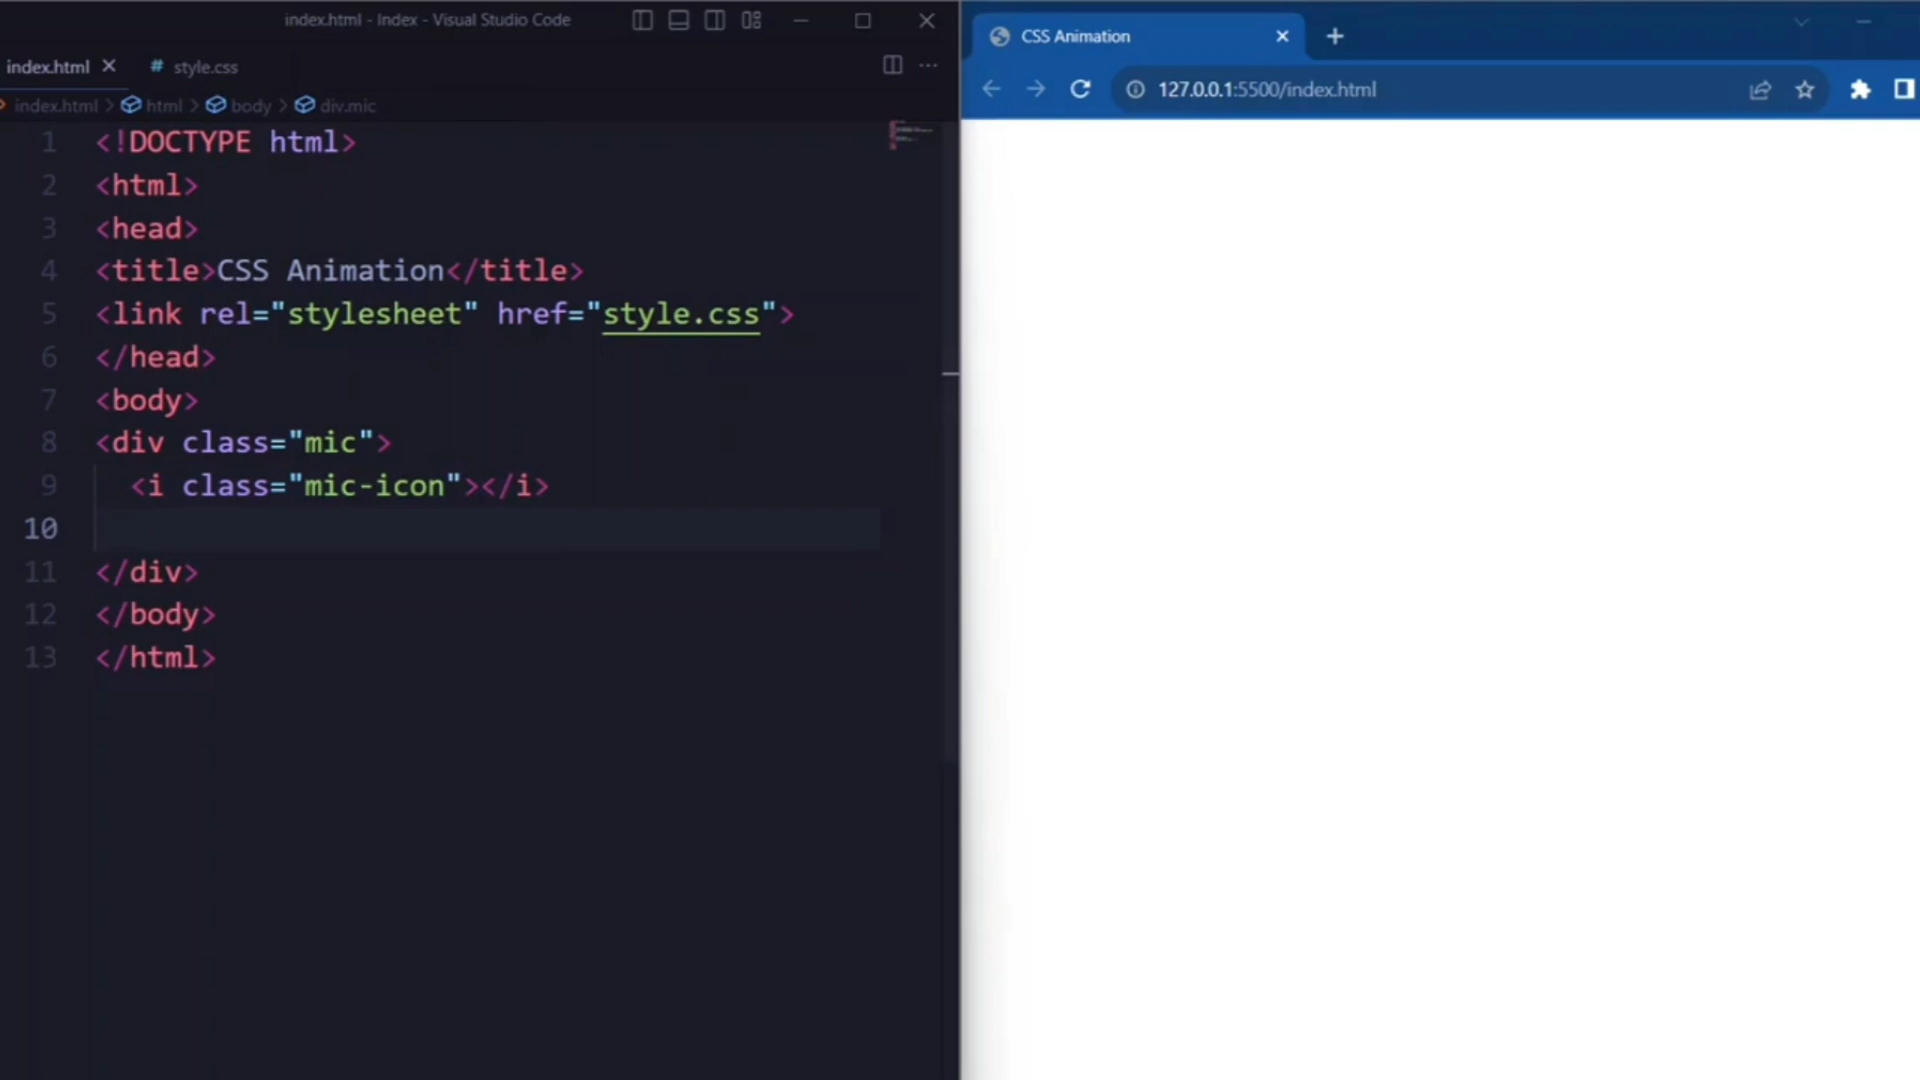 index.html - Index - Visual Studio Code
index.html
# style.css
index.html > html > body > div.mic
1 <!DOCTYPE html>
2 <html>
3 <head>
4 <title>CSS Animation</title>
5 <link rel="stylesheet" href="style.css">
6 </head>
7 <body>
8 <div class="mic">
9 <i class="mic-icon"></i>
10
11 </div>
12 </body>
13 </html>
CSS Animation
127.0.0.1:5500/index.html